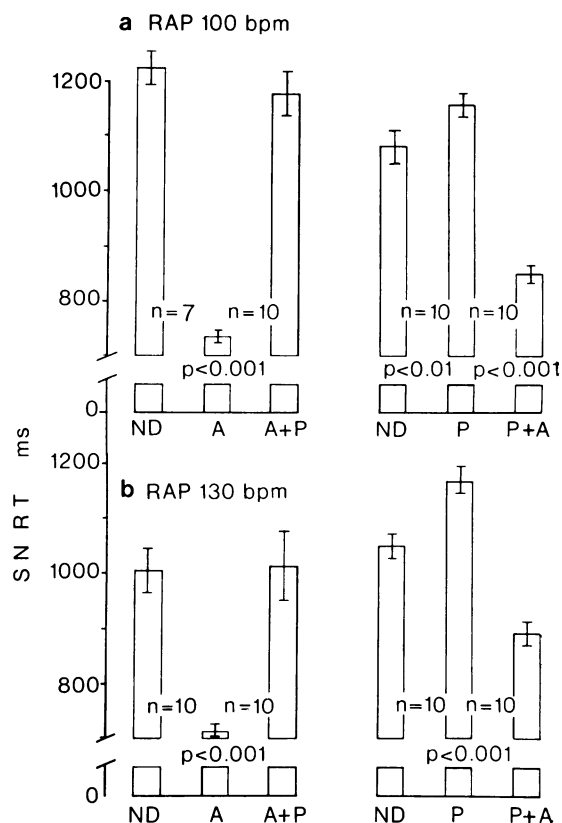 a RAP 100 bpm
1200
1000
800
n=7 n=10 n=10 n=10
p<0.001 p<0.01 p<0.001
0
ND A A+P ND P P+A
SNRT ms
1200
b RAP 130 bpm
1000
800
n=10 n=10 n=10 n=10
p<0.001 p<0.001
0
ND A A+P ND P P+A